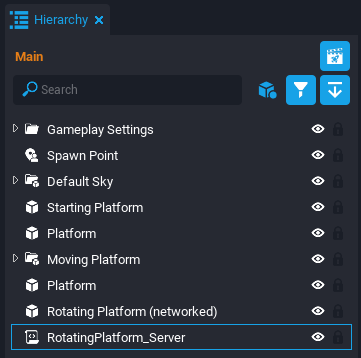 Hierarchy
Main
Search
Gameplay Settings
Spawn Point
Default Sky
Starting Platform
Platform
Moving Platform
Platform
Rotating Platform (networked)
RotatingPlatform_Server